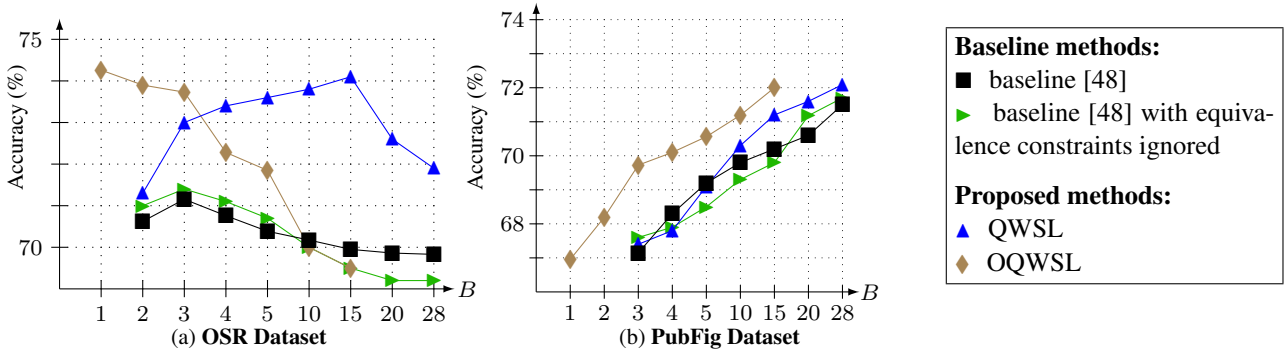 75
70
Accuracy (%)
1 2 3 4 5 10 15 20 28
B
(a) OSR Dataset
74
72
70
68
Accuracy (%)
1 2 3 4 5 10 15 20 28
B
(b) PubFig Dataset
Baseline methods:
baseline [48]
baseline [48] with equiva-
lence constraints ignored
Proposed methods:
QWSL
OQWSL